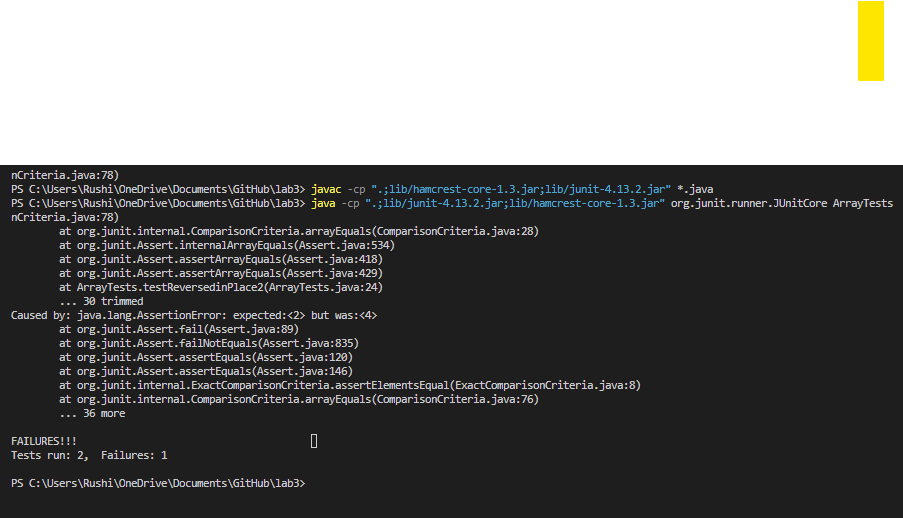 nCriteria.java:78)
PS C:\Users\Rushi\OneDrive\Documents\GitHub\lab3> javac -cp ".;lib/hamcrest-core-1.3.jar;lib/junit-4.13.2.jar" *.java
PS C:\Users\Rushi\OneDrive\Documents\GitHub\lab3> java -cp ".;lib/junit-4.13.2.jar;lib/hamcrest-core-1.3.jar" org.junit.runner.JUnitCore ArrayTests
nCriteria.java:78)
        at org.junit.internal.ComparisonCriteria.arrayEquals(ComparisonCriteria.java:28)
        at org.junit.Assert.internalArrayEquals(Assert.java:534)
        at org.junit.Assert.assertArrayEquals(Assert.java:418)
        at org.junit.Assert.assertArrayEquals(Assert.java:429)
        at ArrayTests.testReversedinPlace2(ArrayTests.java:24)
        ... 30 trimmed
Caused by: java.lang.AssertionError: expected:<2> but was:<4>
        at org.junit.Assert.fail(Assert.java:89)
        at org.junit.Assert.failNotEquals(Assert.java:835)
        at org.junit.Assert.assertEquals(Assert.java:120)
        at org.junit.Assert.assertEquals(Assert.java:146)
        at org.junit.internal.ExactComparisonCriteria.assertElementsEqual(ExactComparisonCriteria.java:8)
        at org.junit.internal.ComparisonCriteria.arrayEquals(ComparisonCriteria.java:76)
        ... 36 more
FAILURES!!!
Tests run: 2,  Failures: 1
PS C:\Users\Rushi\OneDrive\Documents\GitHub\lab3>